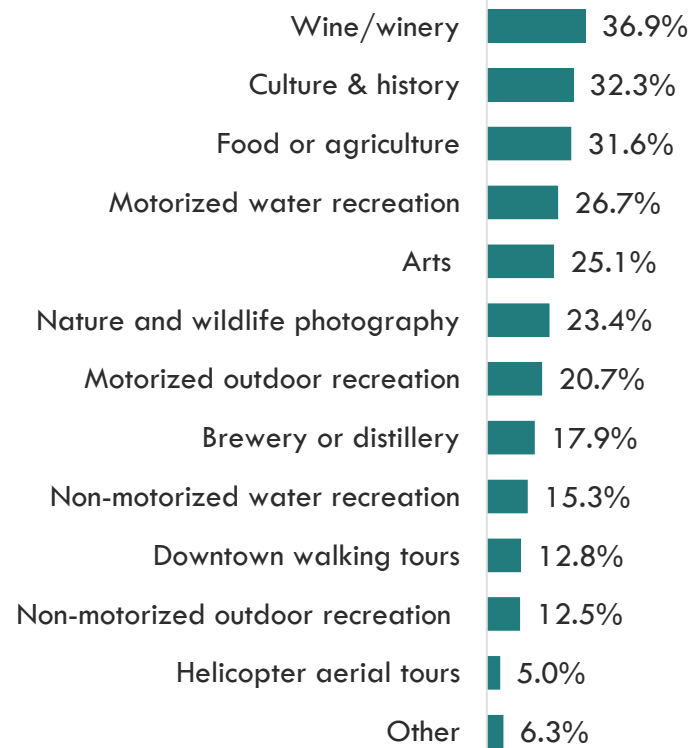 Wine/winery 36.9%
Culture & history 32.3%
Food or agriculture 31.6%
Motorized water recreation 26.7%
Arts 25.1%
Nature and wildlife photography 23.4%
Motorized outdoor recreation 20.7%
Brewery or distillery 17.9%
Non-motorized water recreation 15.3%
Downtown walking tours 12.8%
Non-motorized outdoor recreation 12.5%
Helicopter aerial tours 5.0%
Other 6.3%